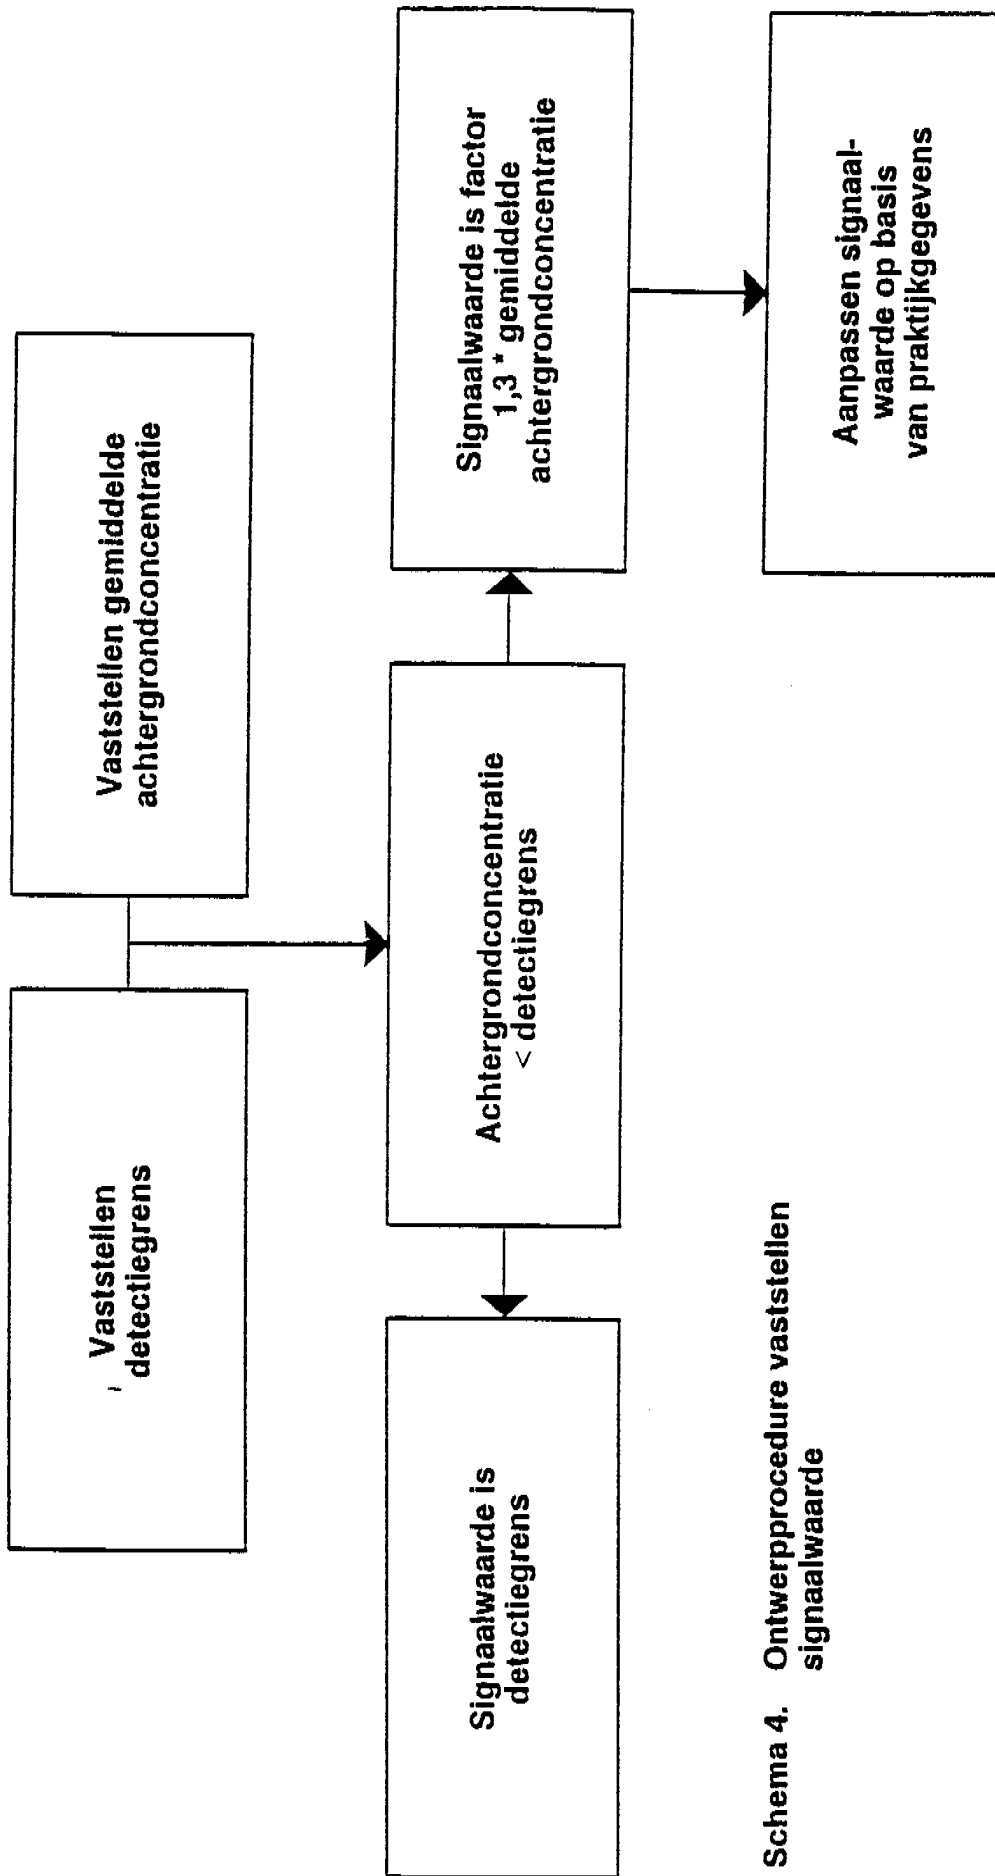 Vaststellen
detectiegrens
Vaststellen gemiddelde
achtergrondconcentratie
Signaalwaarde is
detectiegrens
Achtergrondconcentratie
< detectiegrens
Signaalwaarde is factor
1,3 * gemiddelde
achtergrondconcentratie
Aanpassen signaal-
waarde op basis
van praktijkgegevens
Schema 4. Ontwerpprocedure vaststellen
signaalwaarde